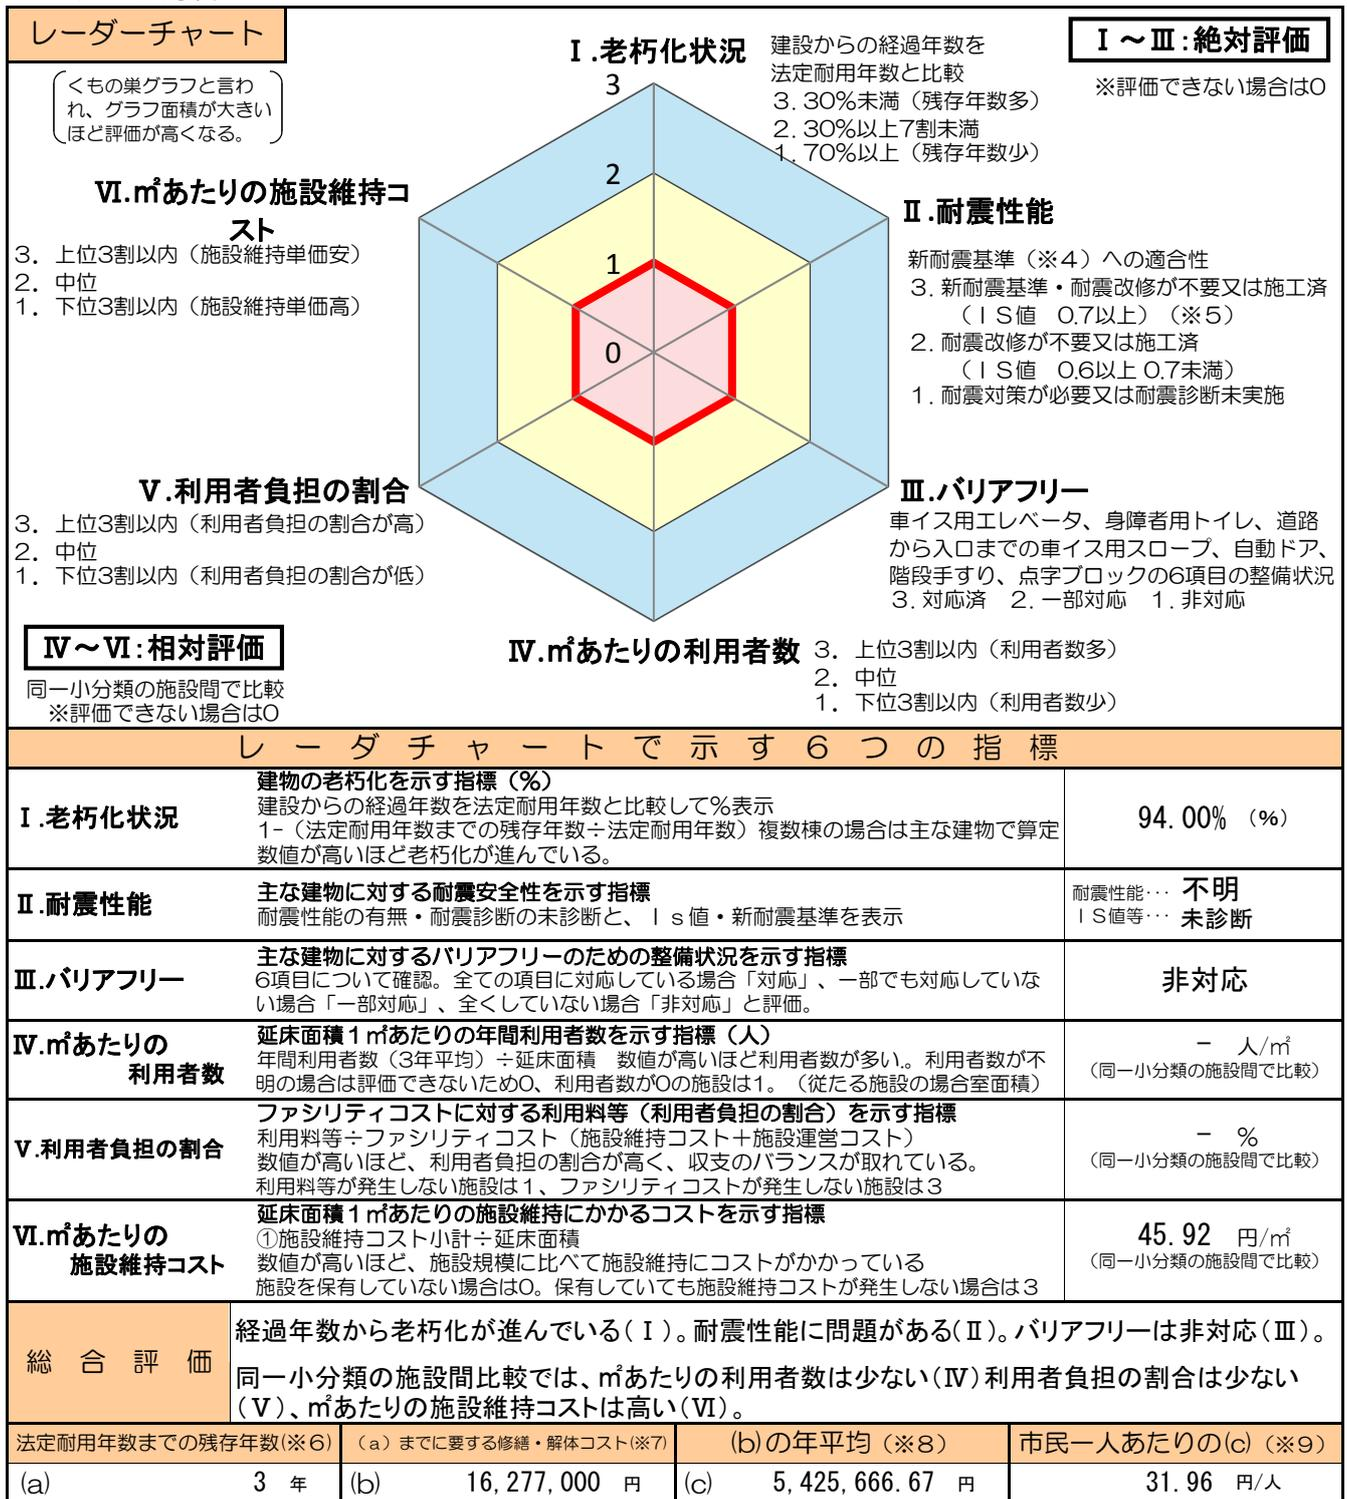 レーダーチャート
くもの巣グラフと言わ
れ、グラフ面積が大きい
ほど評価が高くなる。
Ⅰ.老朽化状況
建設からの経過年数を
法定耐用年数と比較
3. 30%未満（残存年数多）
2. 30%以上7割未満
1. 70%以上（残存年数少）
Ⅰ～Ⅲ:絶対評価
※評価できない場合は0
3
2
1
0
Ⅱ.耐震性能
新耐震基準（※4）への適合性
3. 新耐震基準・耐震改修が不要又は施工済
（ＩＳ値　0.7以上）（※5）
2. 耐震改修が不要又は施工済
（ＩＳ値　0.6以上 0.7未満）
1. 耐震対策が必要又は耐震診断未実施
Ⅲ.バリアフリー
車イス用エレベータ、身障者用トイレ、道路
から入口までの車イス用スロープ、自動ドア、
階段手すり、点字ブロックの6項目の整備状況
3. 対応済　2. 一部対応　1. 非対応
Ⅳ.㎡あたりの利用者数
3.　上位3割以内（利用者数多）
2.　中位
1.　下位3割以内（利用者数少）
Ⅴ.利用者負担の割合
3.　上位3割以内（利用者負担の割合が高）
2.　中位
1.　下位3割以内（利用者負担の割合が低）
Ⅵ.㎡あたりの施設維持コ
スト
3.　上位3割以内（施設維持単価安）
2.　中位
1.　下位3割以内（施設維持単価高）
Ⅳ～Ⅵ:相対評価
同一小分類の施設間で比較
※評価できない場合は0
レーダチャートで示す６つの指標
Ⅰ.老朽化状況
建物の老朽化を示す指標（%）
建設からの経過年数を法定耐用年数と比較して%表示
1-（法定耐用年数までの残存年数÷法定耐用年数）複数棟の場合は主な建物で算定
数値が高いほど老朽化が進んでいる。
94.00% （%）
Ⅱ.耐震性能
主な建物に対する耐震安全性を示す指標
耐震性能の有無・耐震診断の未診断と、Ｉｓ値・新耐震基準を表示
耐震性能･･･ 不明
ＩＳ値等･･･ 未診断
Ⅲ.バリアフリー
主な建物に対するバリアフリーのための整備状況を示す指標
6項目について確認。全ての項目に対応している場合「対応」、一部でも対応していな
い場合「一部対応」、全くしていない場合「非対応」と評価。
非対応
Ⅳ.㎡あたりの
利用者数
延床面積１㎡あたりの年間利用者数を示す指標（人）
年間利用者数（3年平均）÷延床面積　数値が高いほど利用者数が多い。利用者数が不
明の場合は評価できないため0、利用者数が0の施設は1。（従たる施設の場合室面積）
－　人/㎡
（同一小分類の施設間で比較）
Ⅴ.利用者負担の割合
ファシリティコストに対する利用料等（利用者負担の割合）を示す指標
利用料等÷ファシリティコスト（施設維持コスト＋施設運営コスト）
数値が高いほど、利用者負担の割合が高く、収支のバランスが取れている。
利用料等が発生しない施設は１、ファシリティコストが発生しない施設は３
－　%
（同一小分類の施設間で比較）
Ⅵ.㎡あたりの
施設維持コスト
延床面積１㎡あたりの施設維持にかかるコストを示す指標
①施設維持コスト小計÷延床面積
数値が高いほど、施設規模に比べて施設維持にコストがかかっている
施設を保有していない場合は0。保有していても施設維持コストが発生しない場合は３
45.92　円/㎡
（同一小分類の施設間で比較）
総合評価
経過年数から老朽化が進んでいる(Ⅰ)。耐震性能に問題がある(Ⅱ)。バリアフリーは非対応(Ⅲ)。
同一小分類の施設間比較では、㎡あたりの利用者数は少ない(Ⅳ)利用者負担の割合は少ない
(Ⅴ)、㎡あたりの施設維持コストは高い(Ⅵ)。
法定耐用年数までの残存年数(※6)
（a）までに要する修繕・解体コスト(※7)
(b)の年平均（※8）
市民一人あたりの(c)（※9）
(a) 3 年
(b) 16,277,000 円
(c) 5,425,666.67 円
31.96 円/人